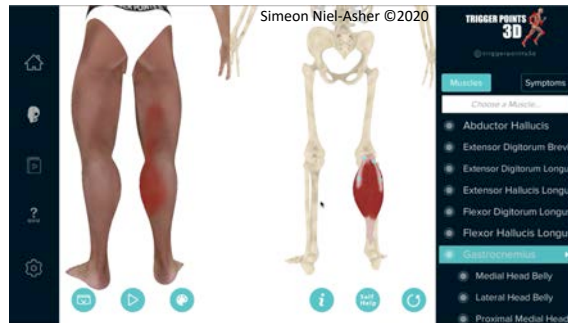 Simeon Niel-Asher ©2020
TRIGGER POINTS
3D
@triggerpoints3d
Muscles
Symptoms
Choose a Muscle...
Abductor Hallucis
Extensor Digitorum Brevi
Extensor Digitorum Longu
Extensor Hallucis Longu
Flexor Digitorum Longus
Flexor Hallucis Longu
Gastrocnemius
Medial Head Belly
Lateral Head Belly
Proximal Medial Head
?
i
Self
Help